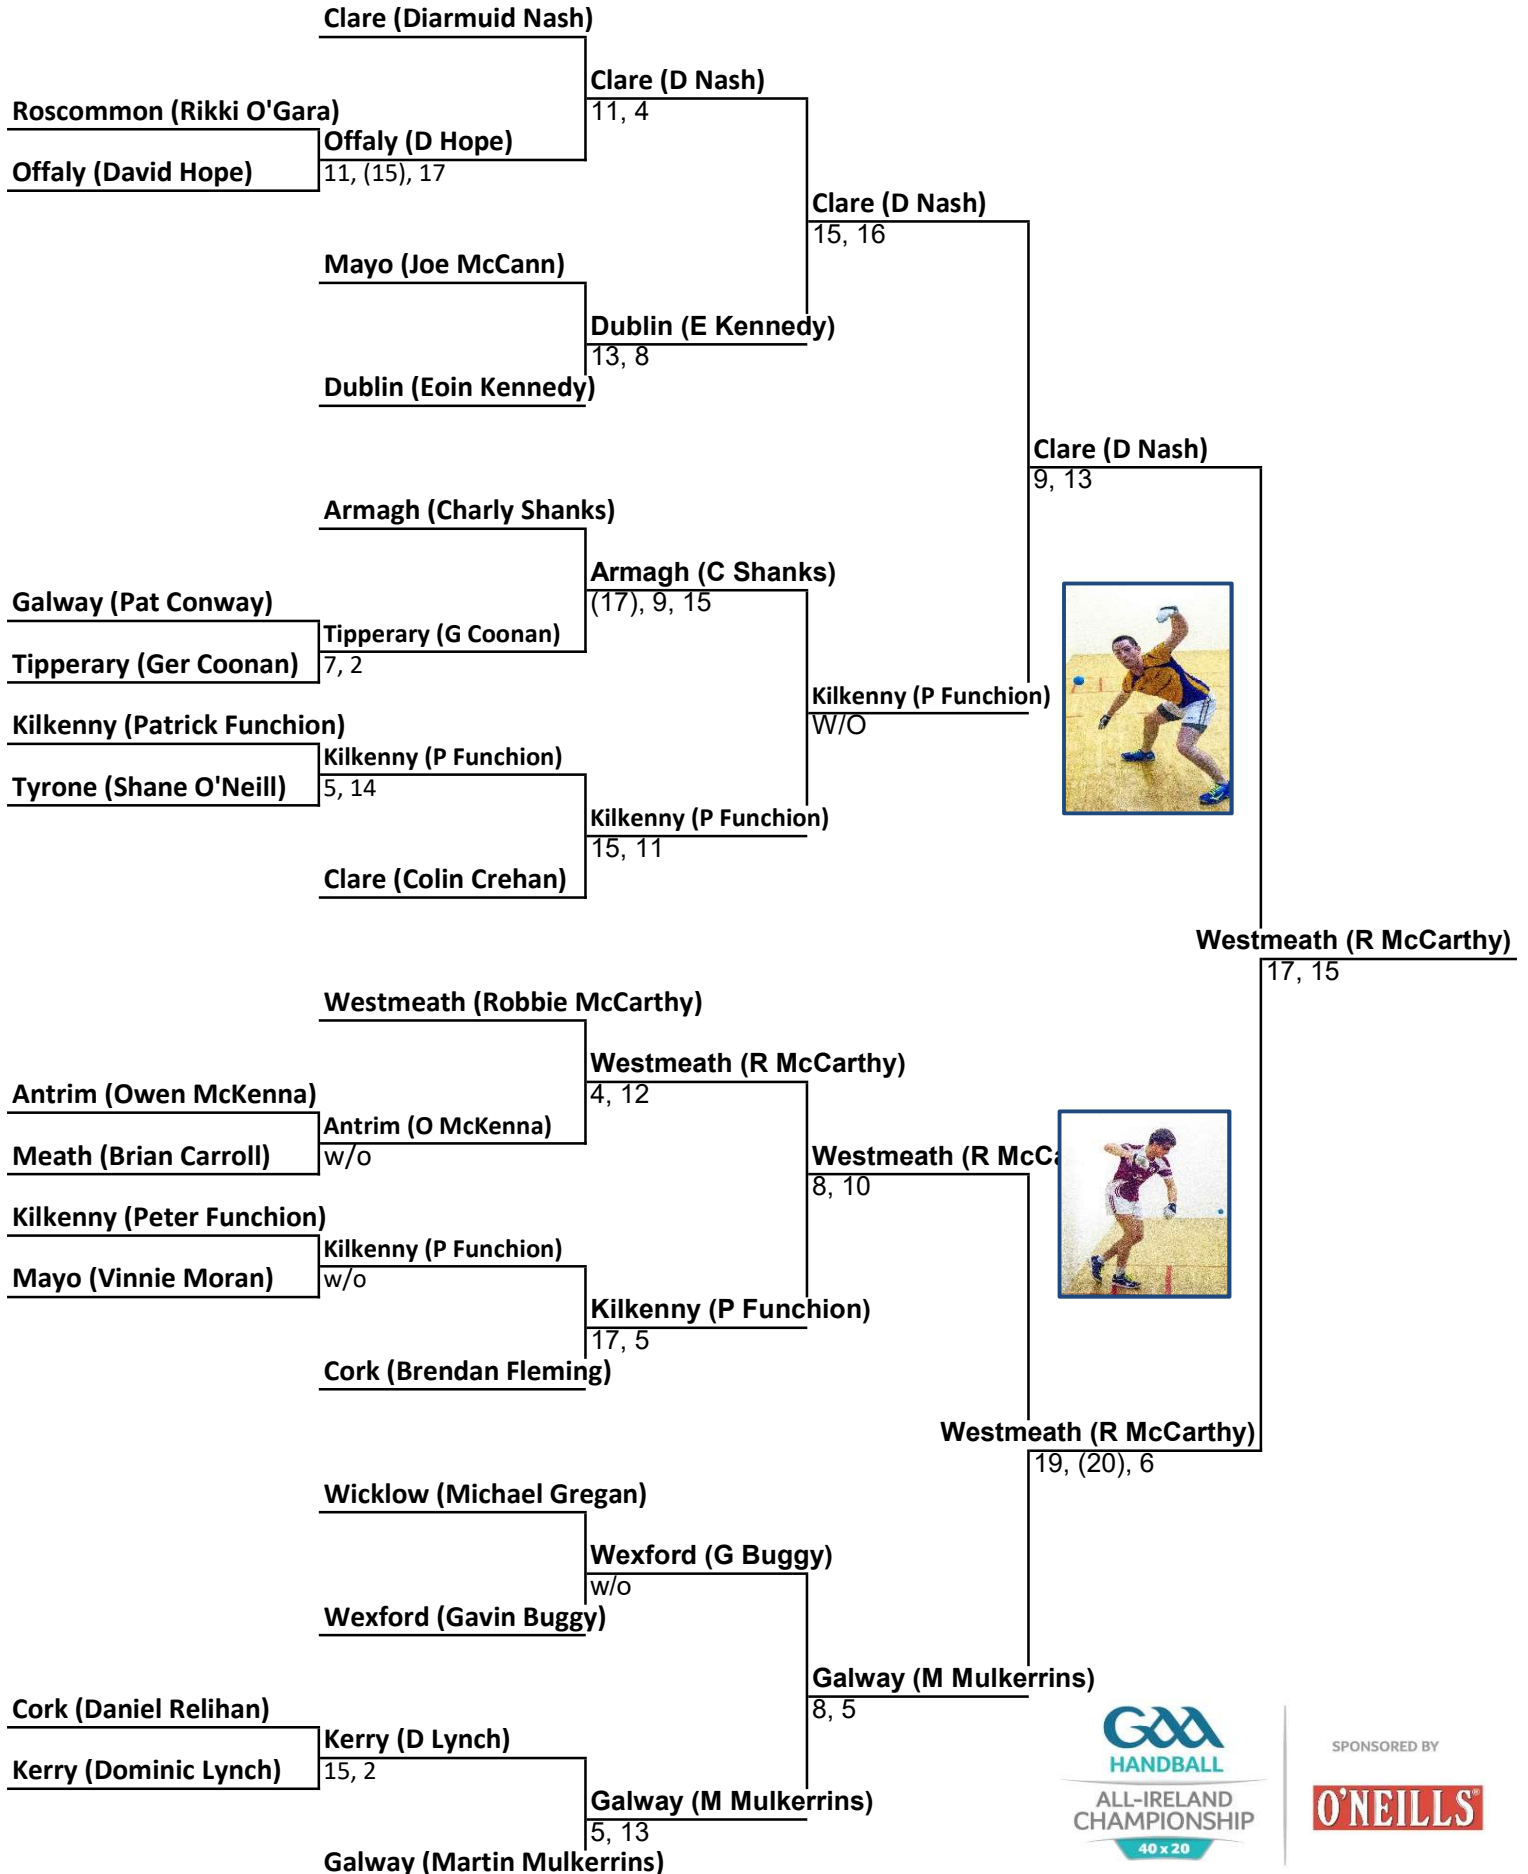 Clare (Diarmuid Nash)
Clare (D Nash)
Roscommon (Rikki O'Gara)
11, 4
Offaly (D Hope)
Offaly (David Hope)
11, (15), 17
Clare (D Nash)
15, 16
Mayo (Joe McCann)
Dublin (E Kennedy)
13, 8
Dublin (Eoin Kennedy)
Clare (D Nash)
9, 13
Armagh (Charly Shanks)
Armagh (C Shanks)
Galway (Pat Conway)
(17), 9, 15
Tipperary (G Coonan)
Tipperary (Ger Coonan)
7, 2
Kilkenny (P Funchion)
W/O
Kilkenny (Patrick Funchion)
Kilkenny (P Funchion)
Tyrone (Shane O'Neill)
5, 14
Kilkenny (P Funchion)
15, 11
Clare (Colin Crehan)
Westmeath (R McCarthy)
17, 15
Westmeath (Robbie McCarthy)
Westmeath (R McCarthy)
Antrim (Owen McKenna)
4, 12
Antrim (O McKenna)
Meath (Brian Carroll)
w/o
Westmeath (R McCa
8, 10
Kilkenny (Peter Funchion)
Kilkenny (P Funchion)
Mayo (Vinnie Moran)
w/o
Kilkenny (P Funchion)
17, 5
Cork (Brendan Fleming)
Westmeath (R McCarthy)
19, (20), 6
Wicklow (Michael Gregan)
Wexford (G Buggy)
w/o
Wexford (Gavin Buggy)
Galway (M Mulkerrins)
8, 5
Cork (Daniel Relihan)
Kerry (D Lynch)
Kerry (Dominic Lynch)
15, 2
Galway (M Mulkerrins)
5, 13
Galway (Martin Mulkerrins)
GAA
HANDBALL
ALL-IRELAND
CHAMPIONSHIP
40 x 20
SPONSORED BY
O'NEILLS